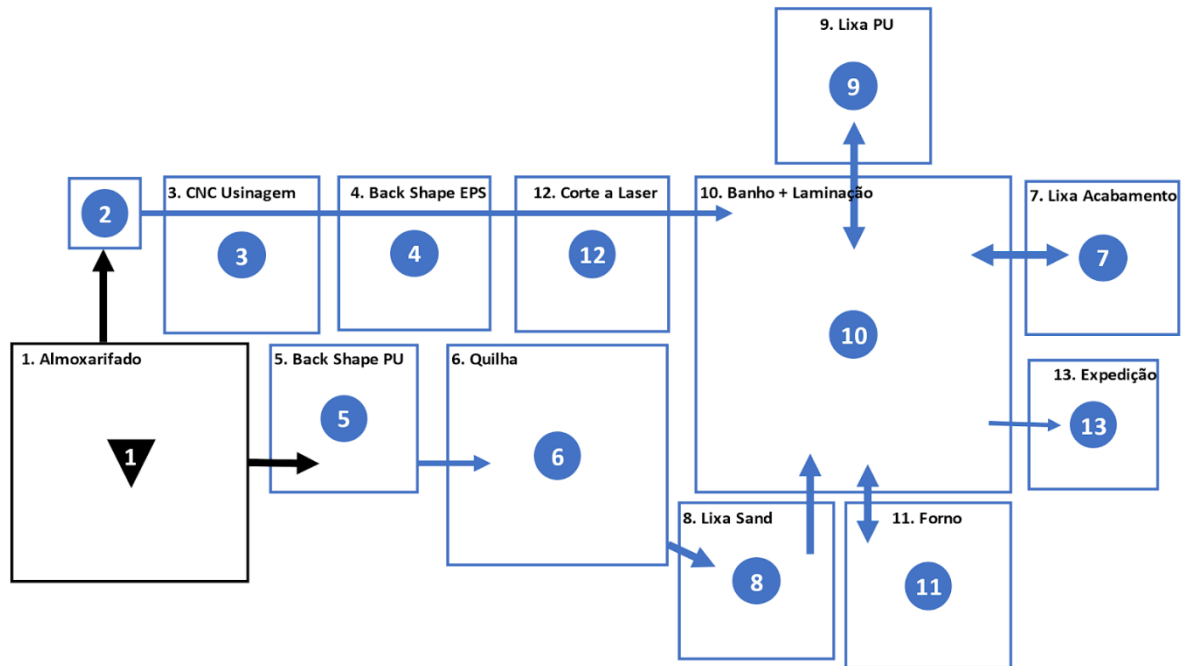 9. Lixa PU
9
2
3. CNC Usinagem
3
4. Back Shape EPS
4
12. Corte a Laser
12
10. Banho + Laminação
10
7. Lixa Acabamento
7
1. Almoxarifado
1
5. Back Shape PU
5
6. Quilha
6
13. Expedição
13
8. Lixa Sand
8
11. Forno
11